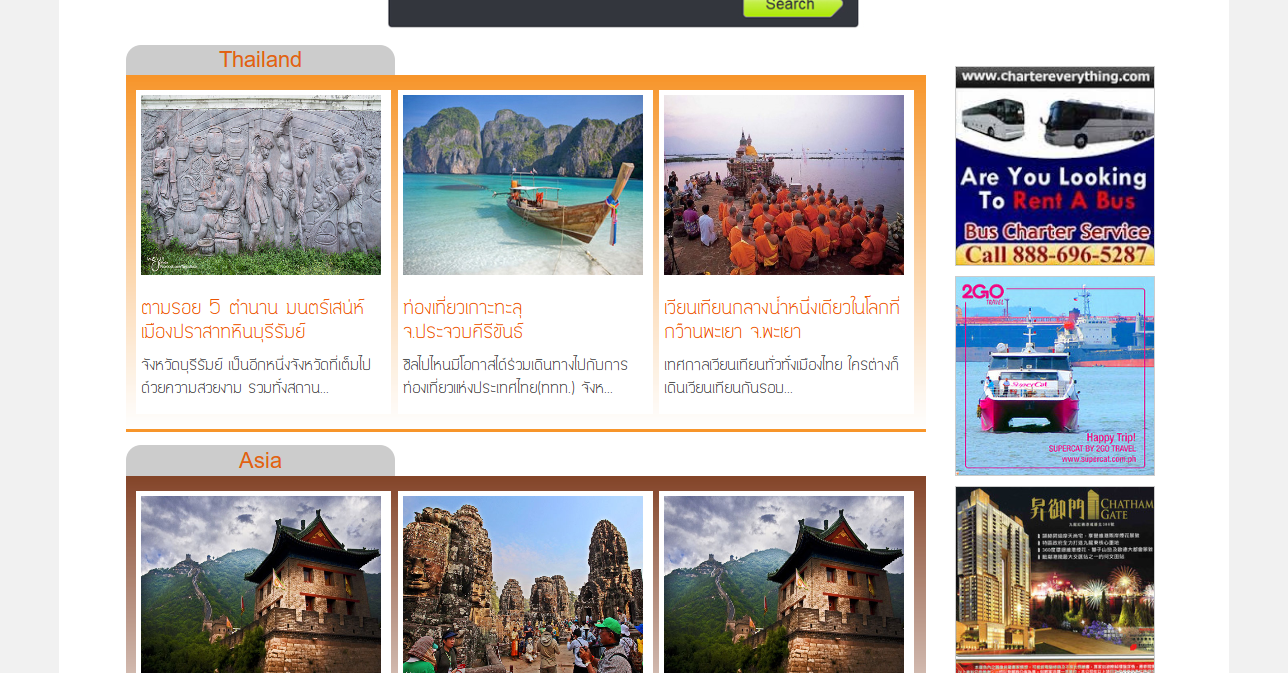 Search
Thailand
ตามรอย 5 ตำนาน มนตร์เสน่ห์
เมืองปราสาทหินบุรีรัมย์
จังหวัดบุรีรัมย์ เป็นอีกหนึ่งจังหวัดที่เต็มไป
ด้วยความสวยงาม รวมทั้งสถาน...
ท่องเที่ยวเกาะทะลุ
จ.ประจวบคีรีขันธ์
ชิลไปไหนมีโอกาสได้ร่วมเดินทางไปกับการ
ท่องเที่ยวแห่งประเทศไทย(ททท.) จังห...
เวียนเทียนกลางน้ำหนึ่งเดียวในโลกที่
กว๊านพะเยา จ.พะเยา
เทศกาลเวียนเทียนทั่วทั้งเมืองไทย ใครต่างก็
เดินเวียนเทียนกันรอบ...
Asia
www.chartereverything.com
Are You Looking
To Rent A Bus
Bus Charter Service
Call 888-696-5287
2GO
TRAVEL
SuperCat
Happy Trip!
SUPERCAT BY 2GO TRAVEL
www.supercat.com.ph
昇御門 CHATHAM
GATE